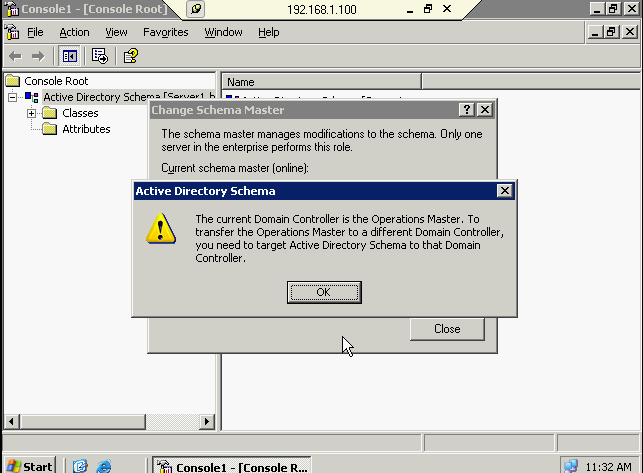 Console1 - [Console Root]
192.168.1.100
File Action View Favorites Window Help
Console Root
Active Directory Schema [Server1.b
Classes
Attributes
Name
Change Schema Master
The schema master manages modifications to the schema. Only one
server in the enterprise performs this role.
Current schema master (online):
Active Directory Schema
The current Domain Controller is the Operations Master. To
transfer the Operations Master to a different Domain Controller,
you need to target Active Directory Schema to that Domain
Controller.
OK
Close
Start
Console1 - [Console R...
11:32 AM